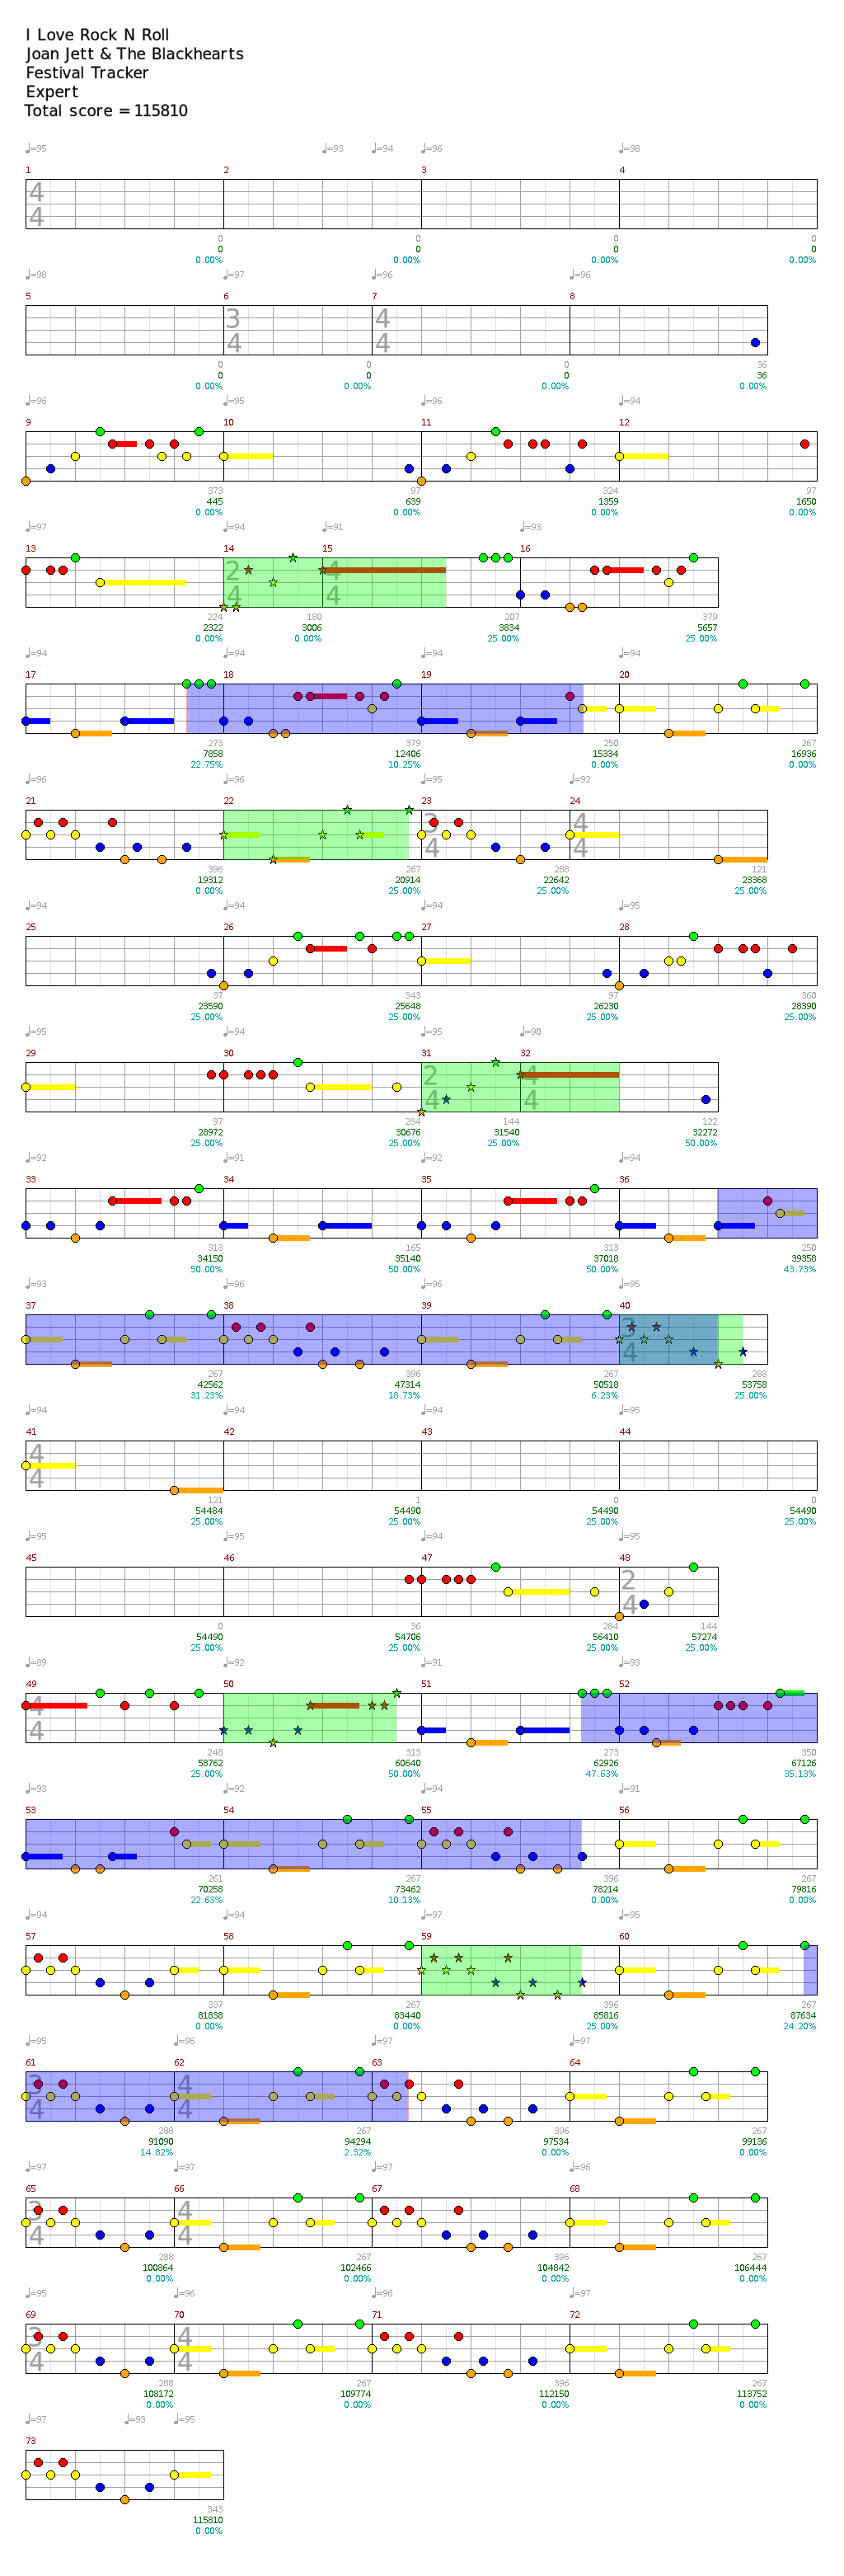 I Love Rock N Roll
Joan Jett & The Blackhearts
Festival Tracker
Expert
Total score = 115810
♩=95 ♩=93 ♩=94 ♩=96 ♩=98
1 2 3 4
4
4
0 0 0 0
0 0 0 0
0.00% 0.00% 0.00% 0.00%
♩=98 ♩=97 ♩=96 ♩=96
5 6 7 8
3 4
4 4
0 0 0 36
0 0 0 36
0.00% 0.00% 0.00% 0.00%
♩=96 ♩=95 ♩=96 ♩=94
9 10 11 12
373 97 324 97
445 639 1359 1650
0.00% 0.00% 0.00% 0.00%
♩=97 ♩=94 ♩=91 ♩=93
13 14 15 16
2 4
4 4
224 180 207 379
2322 3006 3834 5657
0.00% 0.00% 25.00% 25.00%
♩=94 ♩=94 ♩=94 ♩=94
17 18 19 20
273 379 250 267
7858 12406 15334 16936
22.75% 10.25% 0.00% 0.00%
♩=96 ♩=96 ♩=95 ♩=92
21 22 23 24
3 4
4 4
396 267 288 121
19312 20914 22642 23368
0.00% 25.00% 25.00% 25.00%
♩=94 ♩=94 ♩=94 ♩=95
25 26 27 28
37 343 97 360
23590 25648 26230 28390
25.00% 25.00% 25.00% 25.00%
♩=95 ♩=94 ♩=95 ♩=90
29 30 31 32
2 4
4 4
97 284 144 122
28972 30676 31540 32272
25.00% 25.00% 25.00% 50.00%
♩=92 ♩=91 ♩=92 ♩=94
33 34 35 36
313 165 313 250
34150 35140 37018 39358
50.00% 50.00% 50.00% 43.73%
♩=93 ♩=96 ♩=96 ♩=95
37 38 39 40
3
4
267 396 267 288
42562 47314 50518 53758
31.23% 18.73% 6.23% 25.00%
♩=94 ♩=94 ♩=94 ♩=95
41 42 43 44
4
4
121 1 0 0
54484 54490 54490 54490
25.00% 25.00% 25.00% 25.00%
♩=95 ♩=95 ♩=94 ♩=95
45 46 47 48
2
4
0 36 284 144
54490 54706 56410 57274
25.00% 25.00% 25.00% 25.00%
♩=89 ♩=92 ♩=91 ♩=93
49 50 51 52
4
4
248 313 273 350
58762 60640 62926 67126
25.00% 50.00% 47.63% 35.13%
♩=93 ♩=92 ♩=94 ♩=91
53 54 55 56
261 267 396 267
70258 73462 78214 79816
22.63% 10.13% 0.00% 0.00%
♩=94 ♩=94 ♩=97 ♩=95
57 58 59 60
337 267 396 267
81838 83440 85816 87634
0.00% 0.00% 25.00% 24.20%
♩=95 ♩=96 ♩=97 ♩=97
61 62 63 64
3 4
4 4
288 267 396 267
91090 94294 97534 99136
14.82% 2.32% 0.00% 0.00%
♩=97 ♩=97 ♩=97 ♩=96
65 66 67 68
3 4
4 4
288 267 396 267
100864 102466 104842 106444
0.00% 0.00% 0.00% 0.00%
♩=95 ♩=96 ♩=96 ♩=97
69 70 71 72
3 4
4 4
288 267 396 267
108172 109774 112150 113752
0.00% 0.00% 0.00% 0.00%
♩=97 ♩=93 ♩=95
73
343
115810
0.00%